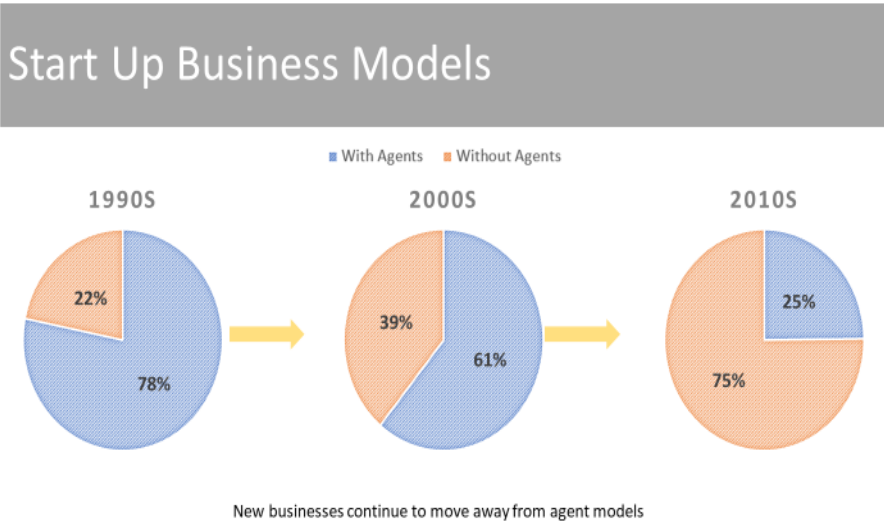 Start Up Business Models
With Agents Without Agents
1990S 2000S 2010S
22%
78%
39%
61%
25%
75%
New businesses continue to move away from agent models